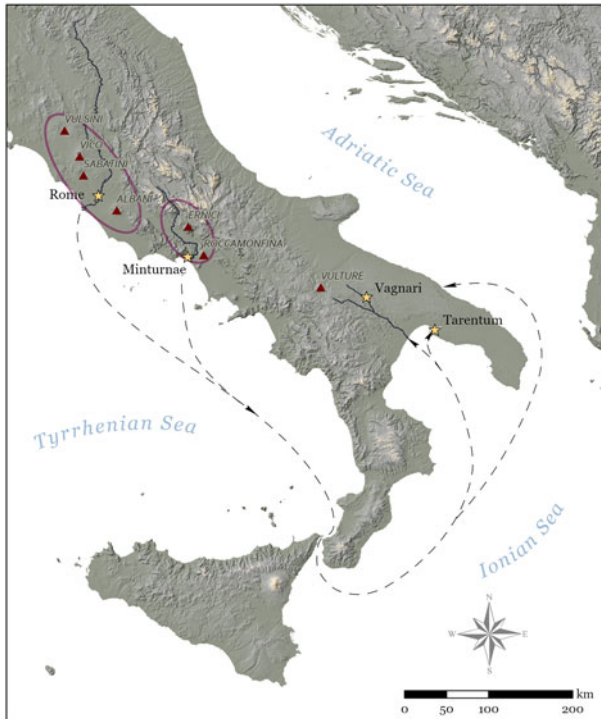 Adriatic Sea
VULSINI
VICO
SABATINI
Rome
ALBANI
ERNICI
ROCCAMONFINA
Minturnae
VULTURE
Vagnari
Tarentum
Tyrrhenian Sea
Ionian Sea
N
W
E
S
km
0 50 100 200